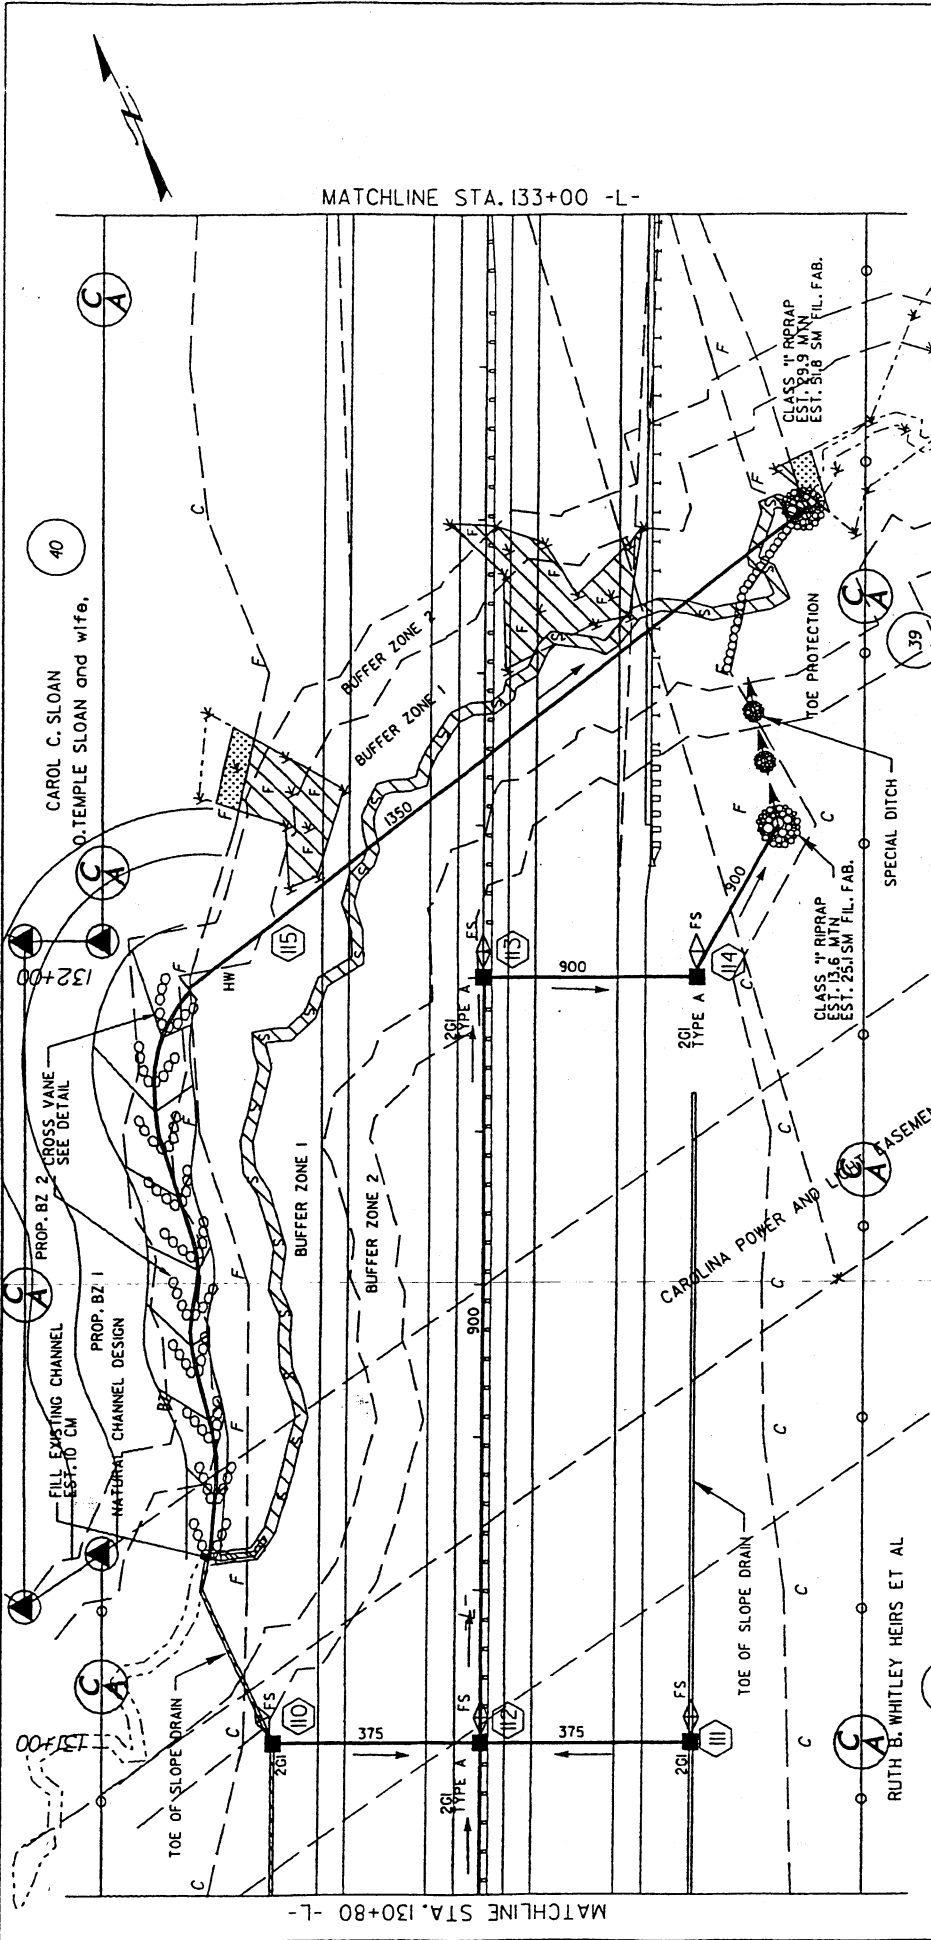 N
MATCHLINE STA. 133+00 -L-
C/A
40
CAROL C. SLOAN
O.TEMPLE SLOAN and wife,
C/A
CLASS "I" RIPRAP
EST. 29.9 MTN
EST. 51.8 SM FIL. FAB.
C
F
F
F
BUFFER ZONE 2
BUFFER ZONE 1
1350
TOE PROTECTION
C/A
39
SPECIAL DITCH
132+00
HW
115
FS
113
2GI
TYPE A
900
FS
114
2GI
TYPE A
900
CLASS "I" RIPRAP
EST. 13.6 MTN
EST. 25.1 SM FIL. FAB.
CROSS VANE
SEE DETAIL
PROP. BZ 2
PROP. BZ 1
C/A
FILL EXISTING CHANNEL
EST. 10 CM
NATURAL CHANNEL DESIGN
BZ
BUFFER ZONE 1
BUFFER ZONE 2
900
CAROLINA POWER AND LIGHT EASEMEN
C/A
C/A
131+00
TOE OF SLOPE DRAIN
FS
110
2GI
375
FS
112
2GI
TYPE A
375
FS
111
2GI
-L-
TOE OF SLOPE DRAIN
C/A
RUTH B. WHITLEY HEIRS ET AL
MATCHLINE STA. 130+80 -L-